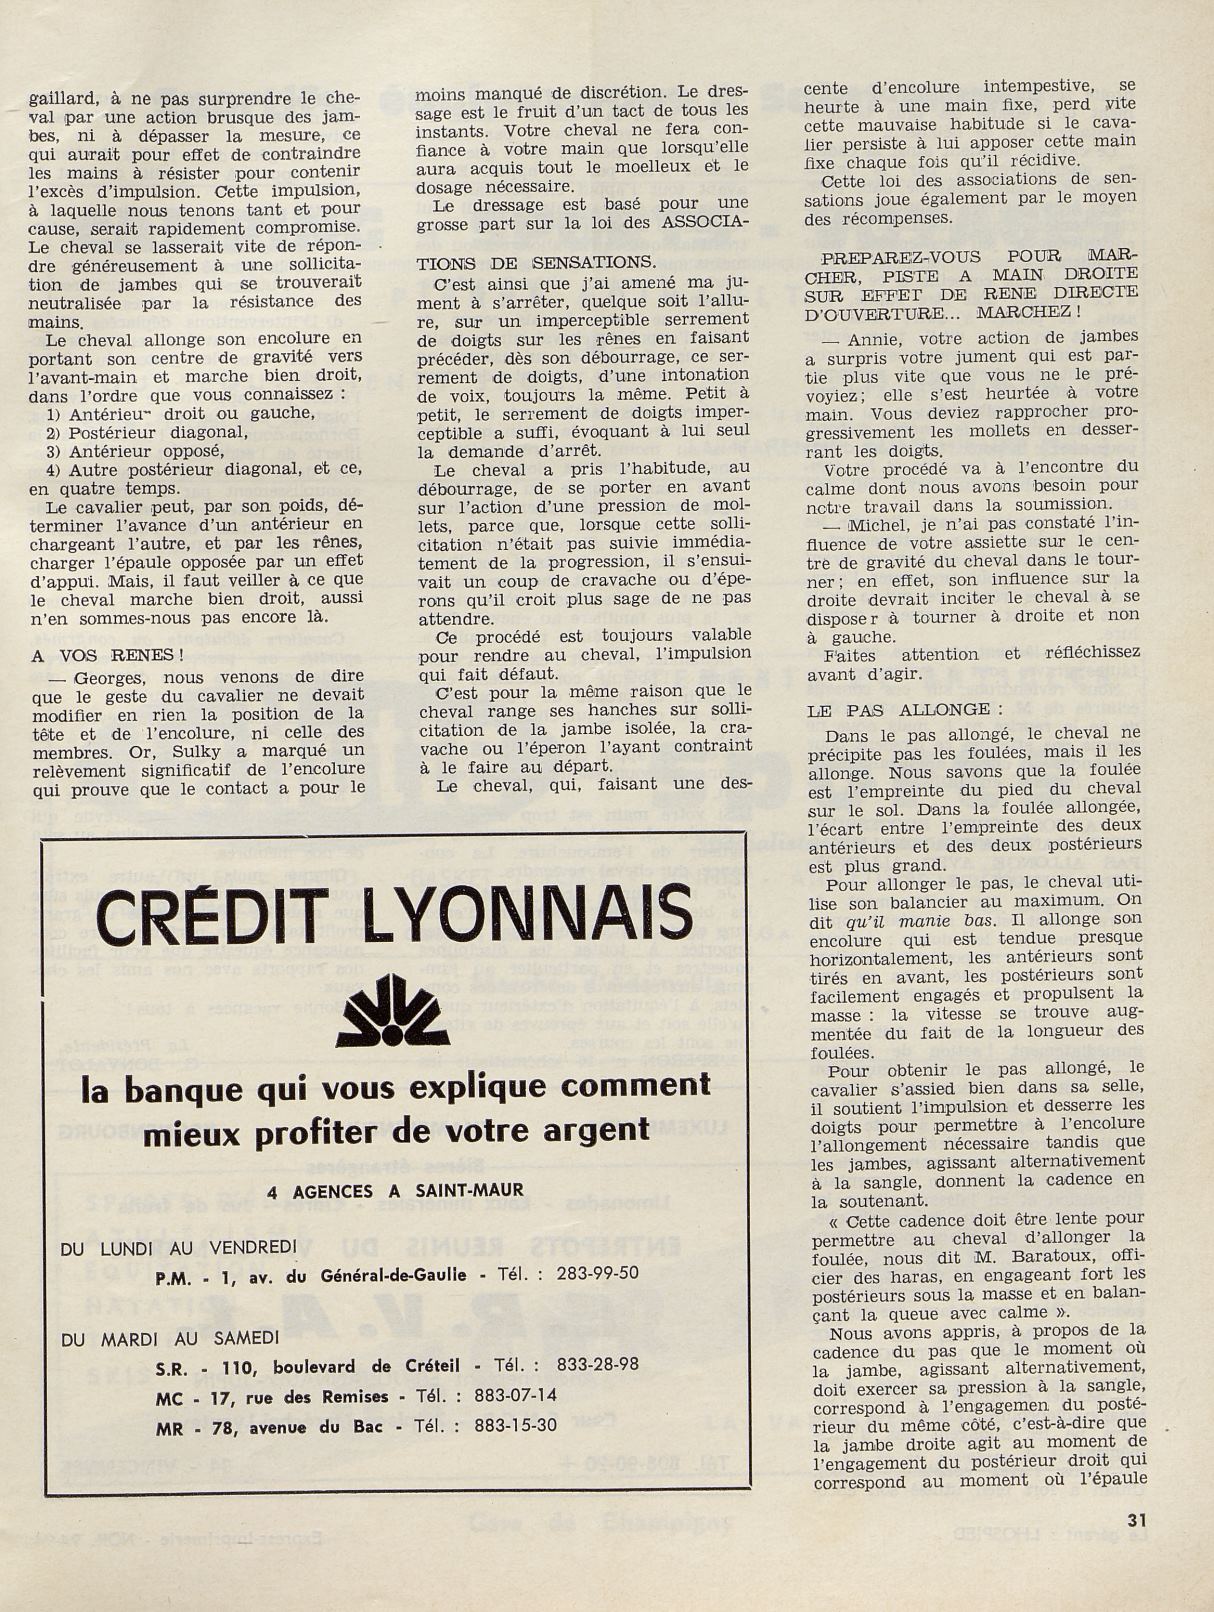 gaillard, à ne pas surprendre le che-
val par une action brusque des jam-
bes, ni à dépasser la mesure, ce
qui aurait pour effet de contraindre
les mains à résister pour contenir
l'excès d'impulsion. Cette impulsion,
à laquelle nous tenons tant et pour
cause, serait rapidement compromise.
Le cheval se lasserait vite de répon-
dre généreusement à une sollicita-
tion de jambes qui se trouverait
neutralisée par la résistance des
mains.
Le cheval allonge son encolure en
portant son centre de gravité vers
l'avant-main et marche bien droit,
dans l'ordre que vous connaissez :
1) Antérieur droit ou gauche,
2) Postérieur diagonal,
3) Antérieur opposé,
4) Autre postérieur diagonal, et ce,
en quatre temps.
Le cavalier peut, par son poids, dé-
terminer l'avance d'un antérieur en
chargeant l'autre, et par les rênes,
charger l'épaule opposée par un effet
d'appui. Mais, il faut veiller à ce que
le cheval marche bien droit, aussi
n'en sommes-nous pas encore là.
A VOS RENES !
— Georges, nous venons de dire
que le geste du cavalier ne devait
modifier en rien la position de la
tête et de l'encolure, ni celle des
membres. Or, Sulky a marqué un
relèvement significatif de l'encolure
qui prouve que le contact a pour le
moins manqué de discrétion. Le dres-
sage est le fruit d'un tact de tous les
instants. Votre cheval ne fera con-
fiance à votre main que lorsqu'elle
aura acquis tout le moelleux et le
dosage nécessaire.
Le dressage est basé pour une
grosse part sur la loi des ASSOCIA-
TIONS DE SENSATIONS.
C'est ainsi que j'ai amené ma ju-
ment à s'arrêter, quelque soit l'allu-
re, sur un imperceptible serrement
de doigts sur les rênes en faisant
précéder, dès son débourrage, ce ser-
rement de doigts, d'une intonation
de voix, toujours la même. Petit à
petit, le serrement de doigts imper-
ceptible a suffi, évoquant à lui seul
la demande d'arrêt.
Le cheval a pris l'habitude, au
débourrage, de se porter en avant
sur l'action d'une pression de mol-
lets, parce que, lorsque cette solli-
citation n'était pas suivie immédia-
tement de la progression, il s'ensui-
vait un coup de cravache ou d'épe-
rons qu'il croit plus sage de ne pas
attendre.
Ce procédé est toujours valable
pour rendre au cheval, l'impulsion
qui fait défaut.
C'est pour la même raison que le
cheval range ses hanches sur solli-
citation de la jambe isolée, la cra-
vache ou l'éperon l'ayant contraint
à le faire au départ.
Le cheval, qui, faisant une des-
cente d'encolure intempestive, se
heurte à une main fixe, perd vite
cette mauvaise habitude si le cava-
lier persiste à lui apposer cette main
fixe chaque fois qu'il récidive.
Cette loi des associations de sen-
sations joue également par le moyen
des récompenses.
PREPAREZ-VOUS POUR MAR-
CHER, PISTE A MAIN DROITE
SUR EFFET DE RENE DIRECTE
D'OUVERTURE... MARCHEZ !
— Annie, votre action de jambes
a surpris votre jument qui est par-
tie plus vite que vous ne le pré-
voyiez ; elle s'est heurtée à votre
main. Vous deviez rapprocher pro-
gressivement les mollets en desser-
rant les doigts.
Votre procédé va à l'encontre du
calme dont nous avons besoin pour
notre travail dans la soumission.
— Michel, je n'ai pas constaté l'in-
fluence de votre assiette sur le cen-
tre de gravité du cheval dans le tour-
ner ; en effet, son influence sur la
droite devrait inciter le cheval à se
disposer à tourner à droite et non
à gauche.
Faites attention et réfléchissez
avant d'agir.
LE PAS ALLONGE :
Dans le pas allongé, le cheval ne
précipite pas les foulées, mais il les
allonge. Nous savons que la foulée
est l'empreinte du pied du cheval
sur le sol. Dans la foulée allongée,
l'écart entre l'empreinte des deux
antérieurs et des deux postérieurs
est plus grand.
Pour allonger le pas, le cheval uti-
lise son balancier au maximum. On
dit qu'il manie bas. Il allonge son
encolure qui est tendue presque
horizontalement, les antérieurs sont
tirés en avant, les postérieurs sont
facilement engagés et propulsent la
masse : la vitesse se trouve aug-
mentée du fait de la longueur des
foulées.
Pour obtenir le pas allongé, le
cavalier s'assied bien dans sa selle,
il soutient l'impulsion et desserre les
doigts pour permettre à l'encolure
l'allongement nécessaire tandis que
les jambes, agissant alternativement
à la sangle, donnent la cadence en
la soutenant.
« Cette cadence doit être lente pour
permettre au cheval d'allonger la
foulée, nous dit M. Baratoux, offi-
cier des haras, en engageant fort les
postérieurs sous la masse et en balan-
çant la queue avec calme ».
Nous avons appris, à propos de la
cadence du pas que le moment où
la jambe, agissant alternativement,
doit exercer sa pression à la sangle,
correspond à l'engagemen du posté-
rieur du même côté, c'est-à-dire que
la jambe droite agit au moment de
l'engagement du postérieur droit qui
correspond au moment où l'épaule
CRÉDIT LYONNAIS
la banque qui vous explique comment
mieux profiter de votre argent
4 AGENCES A SAINT-MAUR
DU LUNDI AU VENDREDI
P.M. - 1, av. du Général-de-Gaulle - Tél. : 283-99-50
DU MARDI AU SAMEDI
S.R. - 110, boulevard de Créteil - Tél. : 833-28-98
MC - 17, rue des Remises - Tél. : 883-07-14
MR - 78, avenue du Bac - Tél. : 883-15-30
31